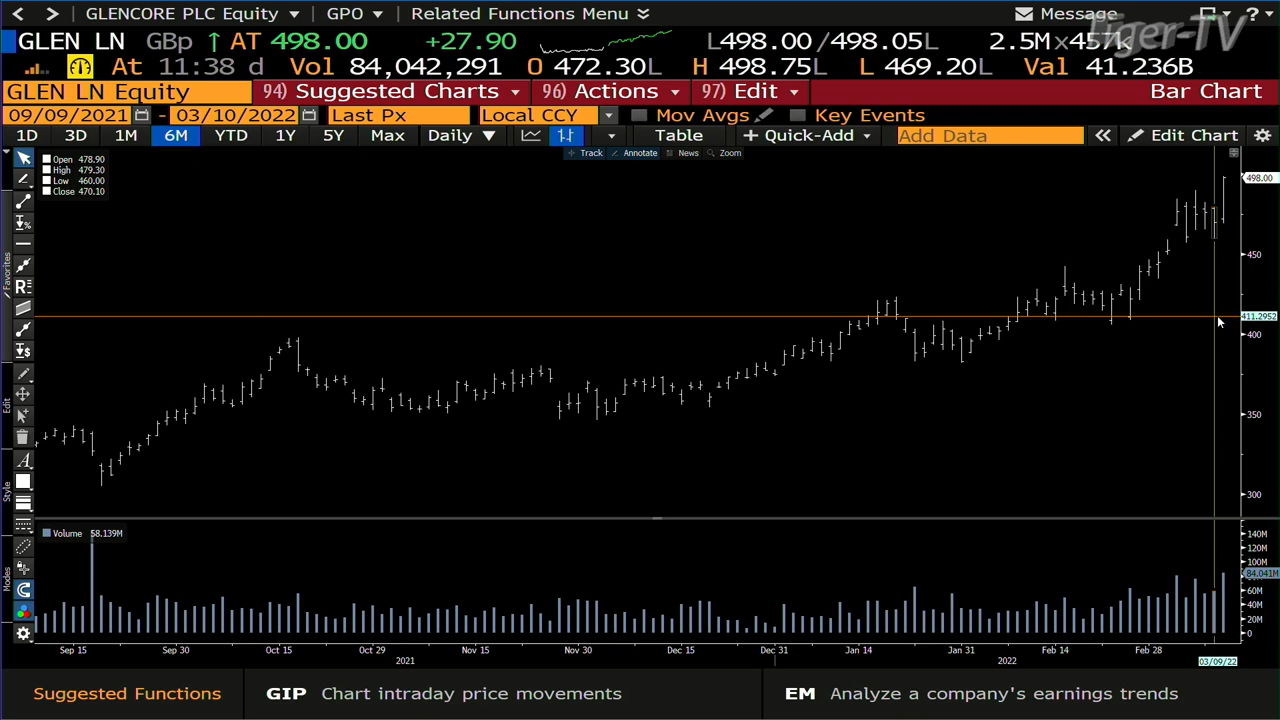 GLENCORE PLC Equity GPO Related Functions Menu Message ?
Tiger-TV
GLEN LN GBp ↑ AT 498.00 +27.90 L498.00/498.05L 2.5M×457k
At 11:38 d Vol 84,042,291 O 472.30L H 498.75L L 469.20L Val 41.236B
GLEN LN Equity 94) Suggested Charts 96) Actions 97) Edit Bar Chart
09/09/2021 - 03/10/2022 Last Px Local CCY Mov Avgs Key Events
1D 3D 1M 6M YTD 1Y 5Y Max Daily ▼ Table + Quick-Add Add Data « Edit Chart
Track Annotate News Zoom
Open 478.90
High 479.30
Low 460.00
Close 470.10
498.00
450
411.2952
400
350
300
Favorites
Edit
Style
Modes
Volume 58.139M
140M
120M
100M
84.041M
60M
40M
20M
0
Sep 15 Sep 30 Oct 15 Oct 29 Nov 15 Nov 30 Dec 15 Dec 31 Jan 14 Jan 31 Feb 14 Feb 28
2021 2022 03/09/22
Suggested Functions GIP Chart intraday price movements EM Analyze a company's earnings trends